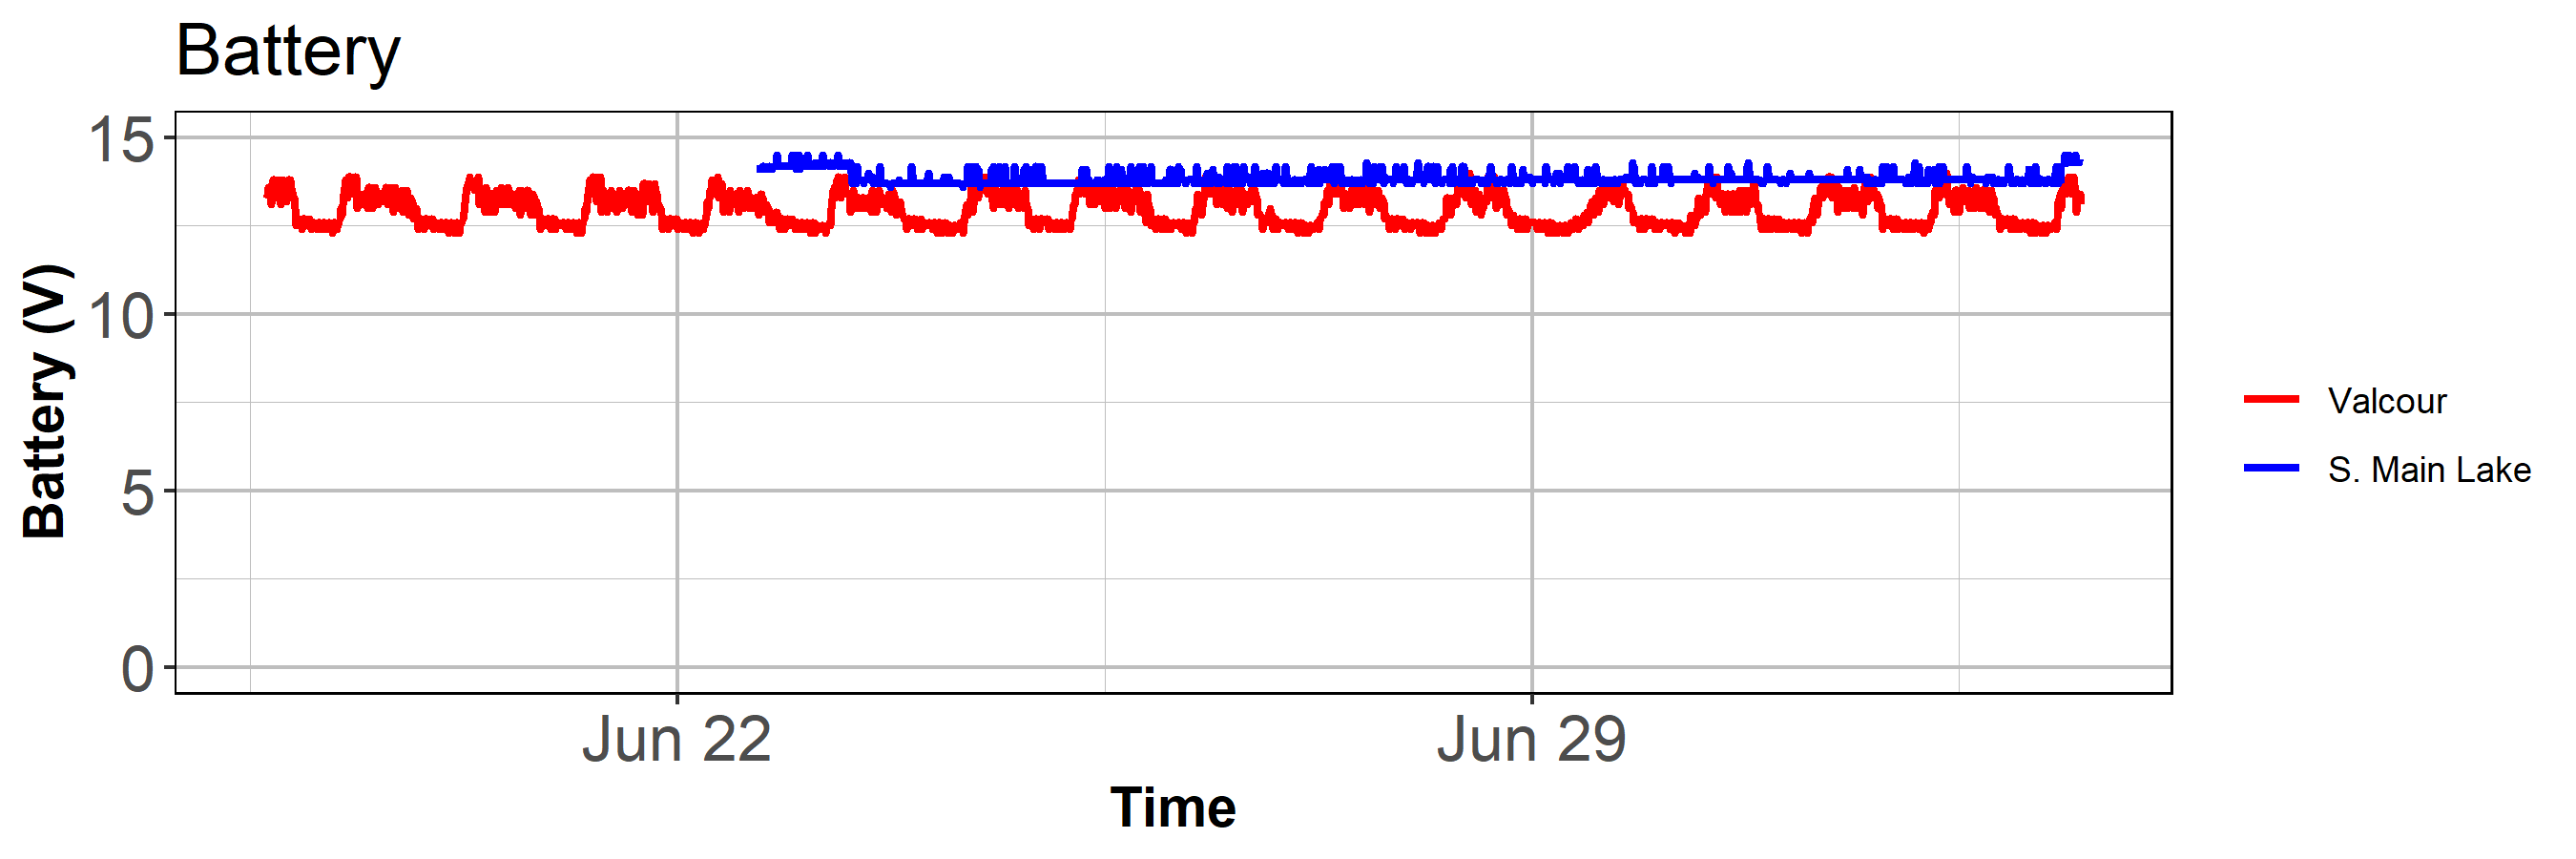 Battery
Battery (V)
15
10
5
0
Jun 22
Jun 29
Time
Valcour
S. Main Lake